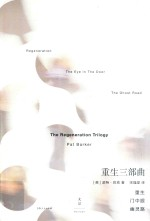 Regeneration
The Eye in The Door
The Ghost Road
The Regeneration Trilogy
Pat Barker
重生三部曲
重生
门中眼
幽灵路